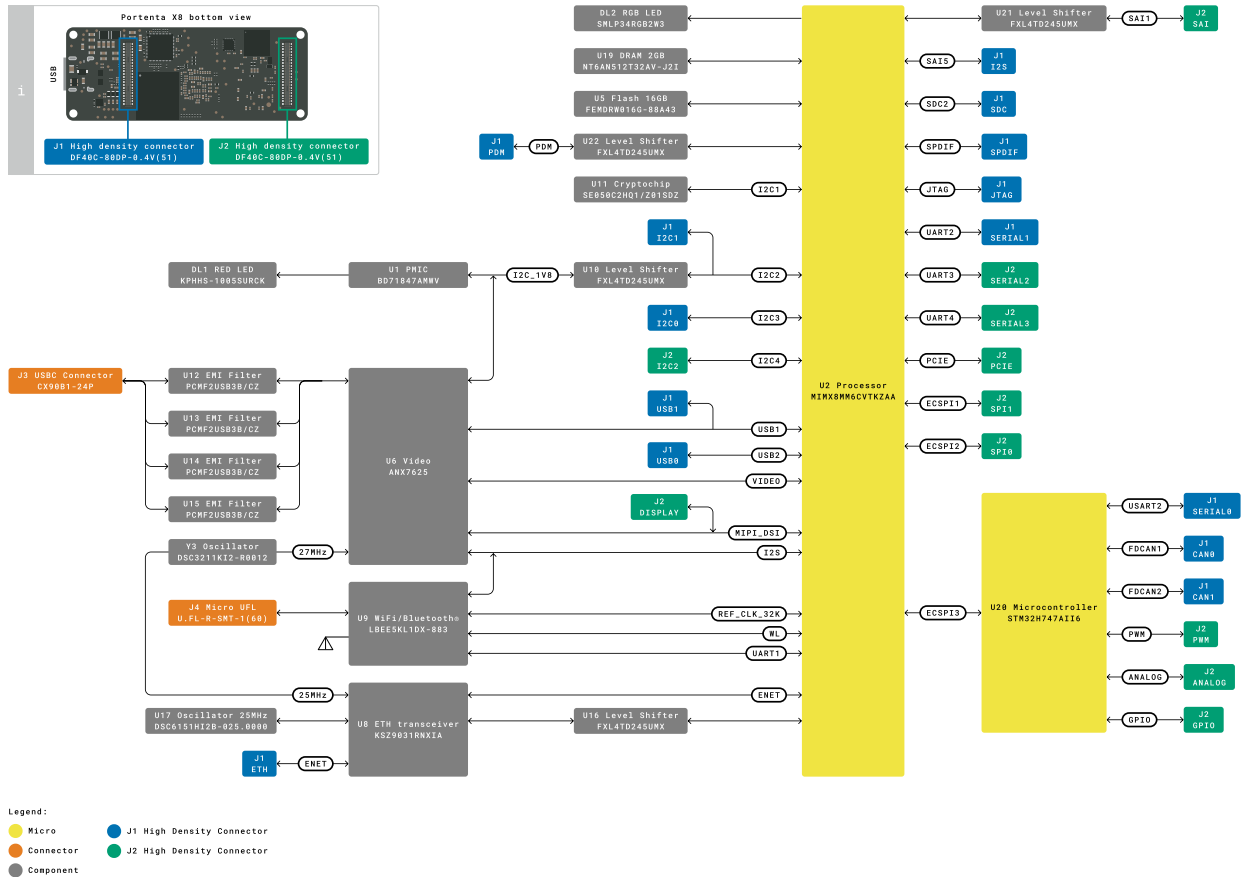 Portenta X8 bottom view
USB
i
J1 High density connector
DF40C-80DP-0.4V(51)
J2 High density connector
DF40C-80DP-0.4V(51)
DL2 RGB LED
SMLP34RGB2W3
U21 Level Shifter
FXL4TD245UMX
SAI1
J2
SAI
U19 DRAM 2GB
NT6AN512T32AV-J2I
SAI5
J1
I2S
U5 Flash 16GB
FEMDRW016G-88A43
SDC2
J1
SDC
J1
PDM
PDM
U22 Level Shifter
FXL4TD245UMX
SPDIF
J1
SPDIF
U11 Cryptochip
SE050C2HQ1/Z01SDZ
I2C1
JTAG
J1
JTAG
J1
I2C1
UART2
J1
SERIAL1
DL1 RED LED
KPHHS-1005SURCK
U1 PMIC
BD71847AMWV
I2C_1V8
U10 Level Shifter
FXL4TD245UMX
I2C2
UART3
J2
SERIAL2
J1
I2C0
I2C3
UART4
J2
SERIAL3
J2
I2C2
I2C4
PCIE
J2
PCIE
J3 USBC Connector
CX90B1-24P
U12 EMI Filter
PCMF2USB3B/CZ
U2 Processor
MIMX8MM6CVTKZAA
J1
USB1
ECSPI1
J2
SPI1
U13 EMI Filter
PCMF2USB3B/CZ
USB1
ECSPI2
J2
SPI0
U14 EMI Filter
PCMF2USB3B/CZ
U6 Video
ANX7625
J1
USB0
USB2
VIDEO
U15 EMI Filter
PCMF2USB3B/CZ
J2
DISPLAY
USART2
J1
SERIAL0
MIPI_DSI
Y3 Oscillator
DSC3211KI2-R0012
27MHz
I2S
FDCAN1
J1
CAN0
FDCAN2
J1
CAN1
J4 Micro UFL
U.FL-R-SMT-1(60)
U9 WiFi/Bluetooth®
LBEE5KL1DX-883
REF_CLK_32K
ECSPI3
U20 Microcontroller
STM32H747AII6
WL
PWM
J2
PWM
UART1
ANALOG
J2
ANALOG
25MHz
ENET
U17 Oscillator 25MHz
DSC6151HI2B-025.0000
U8 ETH transceiver
KSZ9031RNXIA
U16 Level Shifter
FXL4TD245UMX
GPIO
J2
GPIO
J1
ETH
ENET
Legend:
Micro
J1 High Density Connector
Connector
J2 High Density Connector
Component